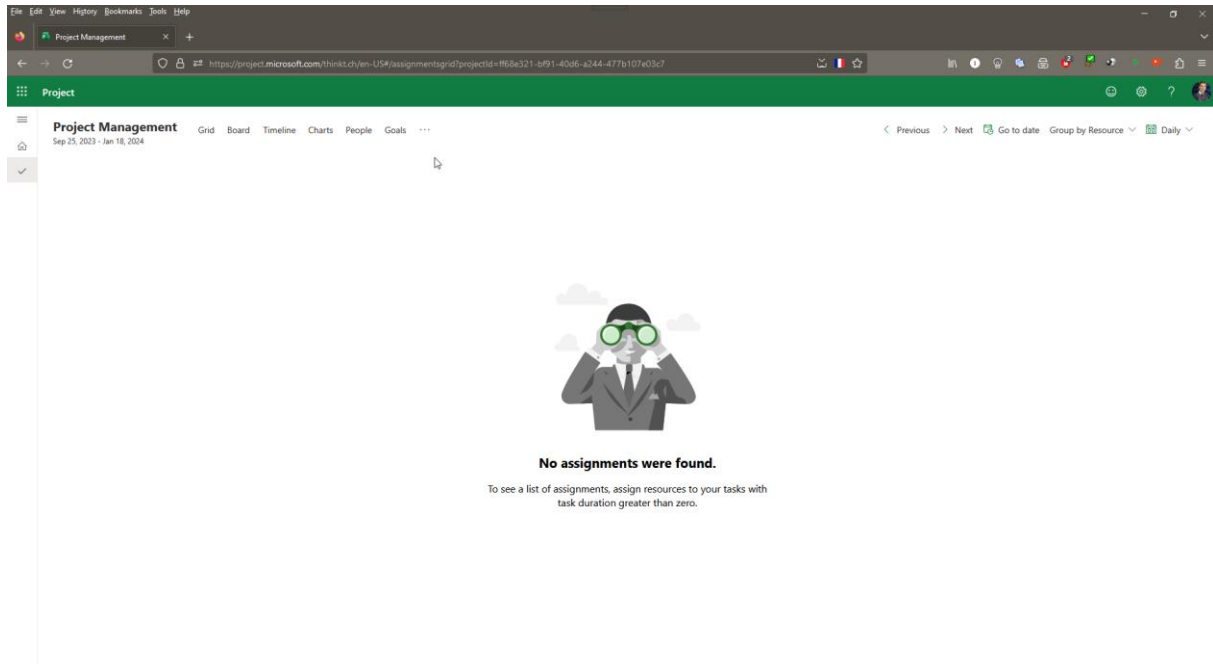 File Edit View History Bookmarks Tools Help
Project Management
https://project.microsoft.com/thinkt.ch/en-US#/assignmentsgrid?projectId=ff68e321-bf91-40d6-a244-477b107e03c7
Project
Project Management Grid Board Timeline Charts People Goals ··· Previous Next Go to date Group by Resource Daily
Sep 25, 2023 - Jan 18, 2024
No assignments were found.
To see a list of assignments, assign resources to your tasks with
task duration greater than zero.